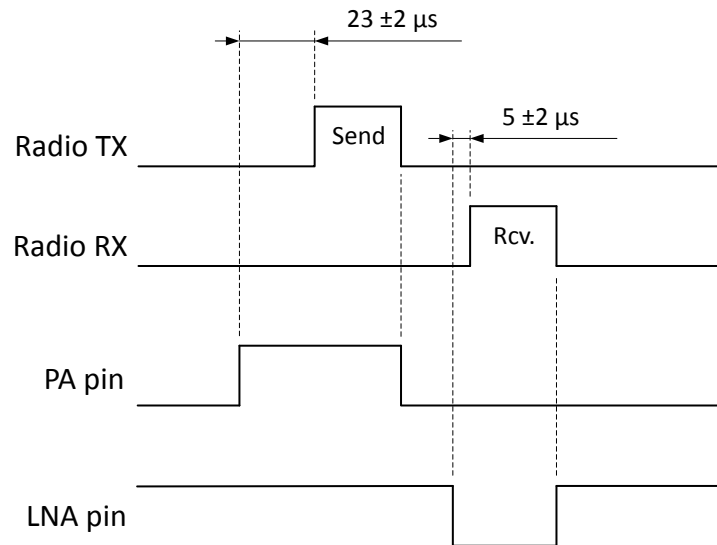 23 ±2 µs
5 ±2 µs
Radio TX
Send
Radio RX
Rcv.
PA pin
LNA pin